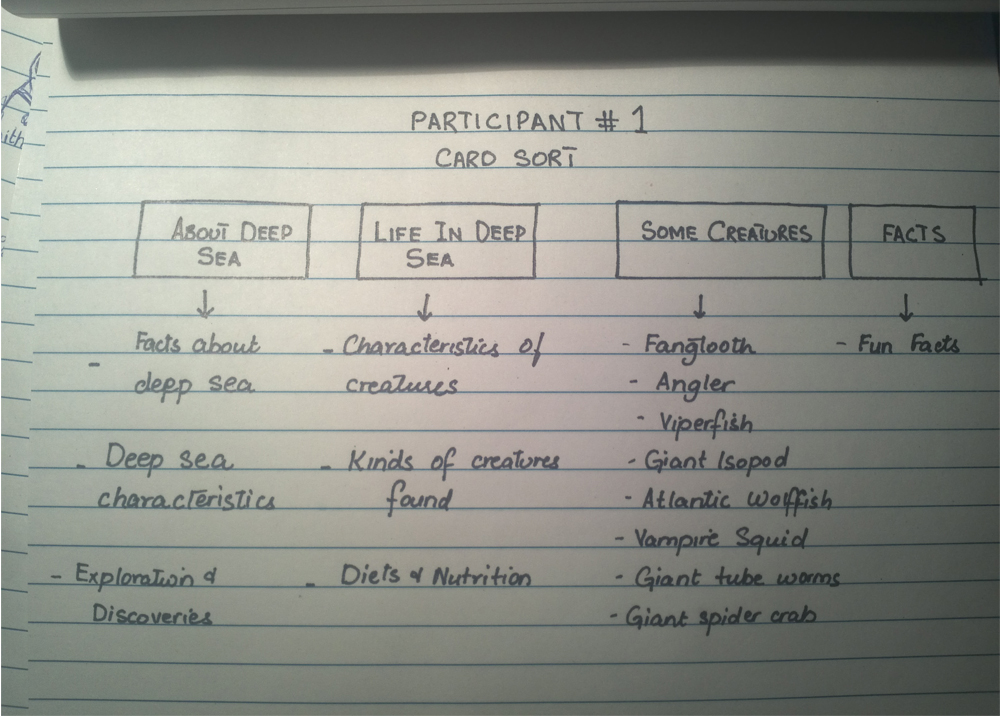 ith
PARTICIPANT # 1
CARD SORT
ABOUT DEEP
SEA
LIFE IN DEEP
SEA
SOME CREATURES
FACTS
Facts about
- depp sea
- Deep sea
characteristics
- Exploration &
Discoveries
- Characteristics of
creatures
- Kinds of creatures
found
- Diets & Nutrition
- Fangtooth
- Angler
- Viperfish
- Giant Isopod
- Atlantic wolffish
- Vampire Squid
- Giant tube worms
- Giant spider crab
- Fun Facts